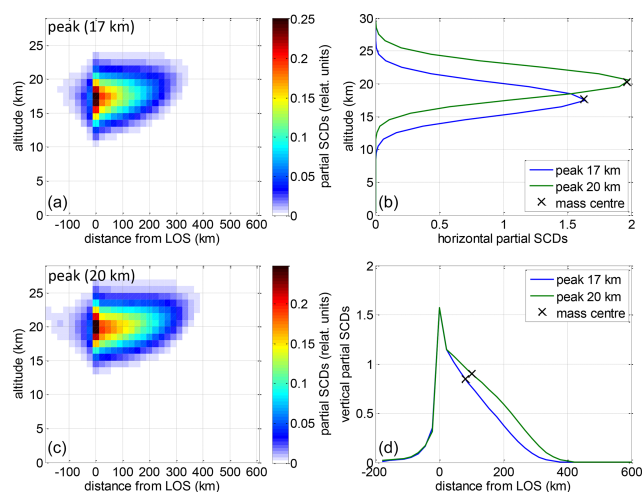 peak (17 km)
altitude (km)
30
25
20
15
10
5
0
-100 0 100 200 300 400 500 600
distance from LOS (km)
(a)
0.25
0.2
0.15
0.1
0.05
0
partial SCDs (relat. units)
altitude (km)
30
25
20
15
10
5
0
0 0.5 1 1.5 2
horizontal partial SCDs
(b)
peak 17 km
peak 20 km
mass centre
peak (20 km)
altitude (km)
25
20
15
10
5
0
-100 0 100 200 300 400 500 600
distance from LOS (km)
(c)
0.2
0.15
0.1
0.05
0
partial SCDs (relat. units)
vertical partial SCDs
2
1.5
1
0.5
0
-200 0 200 400 600
distance from LOS (km)
(d)
peak 17 km
peak 20 km
mass centre